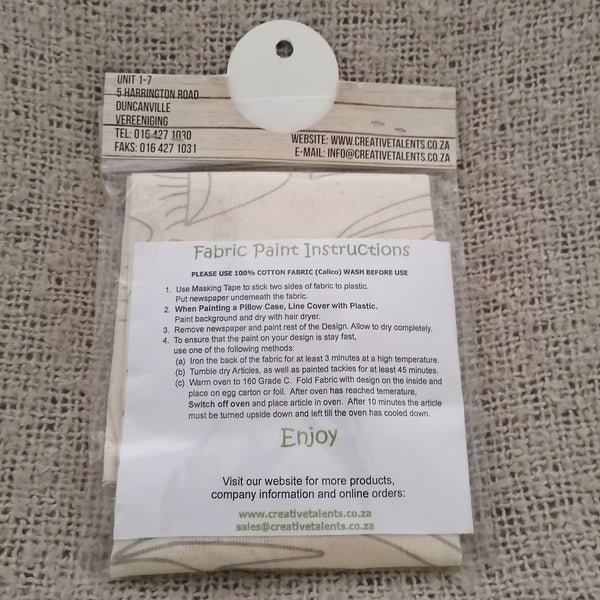 UNIT 1-7
5 HARRINGTON ROAD
DUNCANVILLE
VEREENIGING
TEL: 016 427 1030
FAKS: 016 427 1031
WEBSITE: WWW.CREATIVETALENTS.CO.ZA
E-MAIL: INFO@CREATIVETALENTS.CO.ZA
Fabric Paint Instructions
PLEASE USE 100% COTTON FABRIC (Calico) WASH BEFORE USE
1. Use Masking Tape to stick two sides of fabric to plastic.
Put newspaper underneath the fabric.
2. When Painting a Pillow Case, Line Cover with Plastic.
Paint background and dry with hair dryer.
3. Remove newspaper and paint rest of the Design. Allow to dry completely.
4. To ensure that the paint on your design is stay fast,
use one of the following methods:
(a) Iron the back of the fabric for at least 3 minutes at a high temperature.
(b) Tumble dry Articles, as well as painted tackies for at least 45 minutes.
(c) Warm oven to 160 Grade C. Fold Fabric with design on the inside and
place on egg carton or foil. After oven has reached temerature,
Switch off oven and place article in oven. After 10 minutes the article
must be turned upside down and left till the oven has cooled down.
Enjoy
Visit our website for more products,
company information and online orders:
www.creativetalents.co.za
sales@creativetalents.co.za